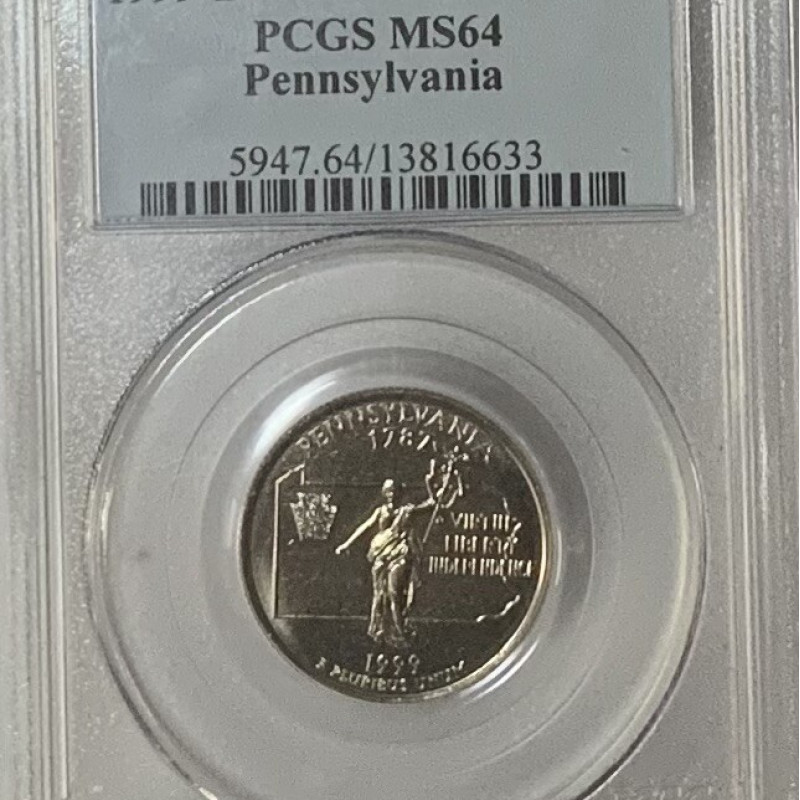 PCGS MS64
Pennsylvania
5947.64/13816633
PENNSYLVANIA
1787
VIRTUE
LIBERTY
INDEPENDENCE
1999
E PLURIBUS UNUM